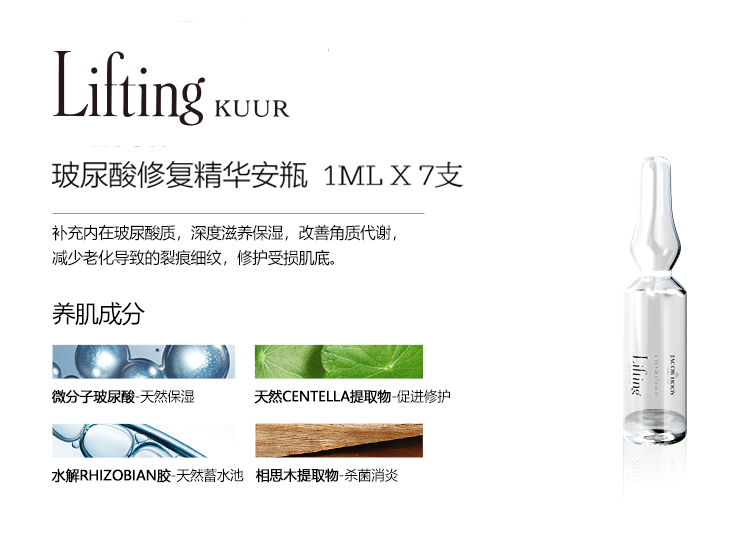 Lifting KUUR
玻尿酸修复精华安瓶 1ML X 7支
补充内在玻尿酸质，深度滋养保湿，改善角质代谢，
减少老化导致的裂痕细纹，修护受损肌底。
养肌成分
微分子玻尿酸-天然保湿
天然CENTELLA提取物-促进修护
水解RHIZOBIAN胶-天然蓄水池
相思木提取物-杀菌消炎
JACOB HOOY
Lifting